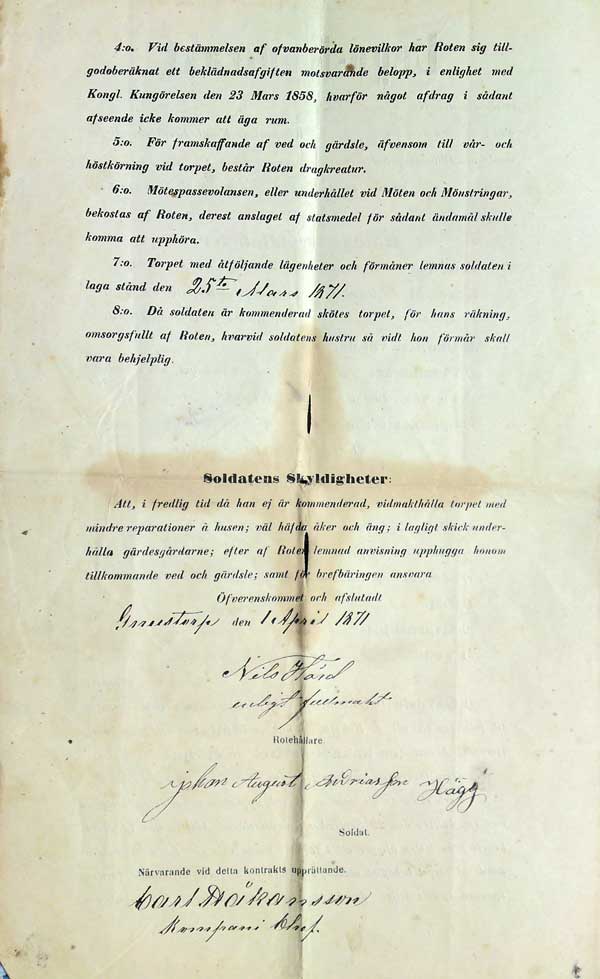 4:o. Vid bestämmelsen af ofvanberörda lönevilkor har Roten sig till-
godoberäknat ett beklädnadsafgiften motsvarande belopp, i enlighet med
Kongl. Kungörelsen den 23 Mars 1858, hvarför något afdrag i sådant
afseende icke kommer att äga rum.
5:o. För framskaffande af ved och gärdsle, äfvensom till vår- och
höstkörning vid torpet, består Roten dragkreatur.
6:o. Mötespassevolansen, eller underhållet vid Möten och Mönstringar,
bekostas af Roten, derest anslaget af statsmedel för sådant ändamål skulle
komma att upphöra.
7:o. Torpet med åtföljande lägenheter och förmåner lemnas soldaten i
laga stånd den 25te Mars 1871.
8:o. Då soldaten är kommenderad skötes torpet, för hans räkning,
omsorgsfullt af Roten, hvarvid soldatens hustru så vidt hon förmår skall
vara behjelplig.
Soldatens Skyldigheter:
Att, i fredlig tid då han ej är kommenderad, vidmakthålla torpet med
mindre reparationer å husen; väl häfda åker och äng; i lagligt skick under-
hålla gärdesgårdarne; efter af Roten lemnad anvisning upphugga honom
tillkommande ved och gärdsle; samt för brefbäringen ansvara
Öfverenskommet och afslutadt
den 1 April 1871
Nils
enligt fullmakt
Rotehållare.
Johan August Andriasson Hägg
Soldat.
Närvarande vid detta kontrakts upprättande.
Carl Håkansson
Kompani Chef.